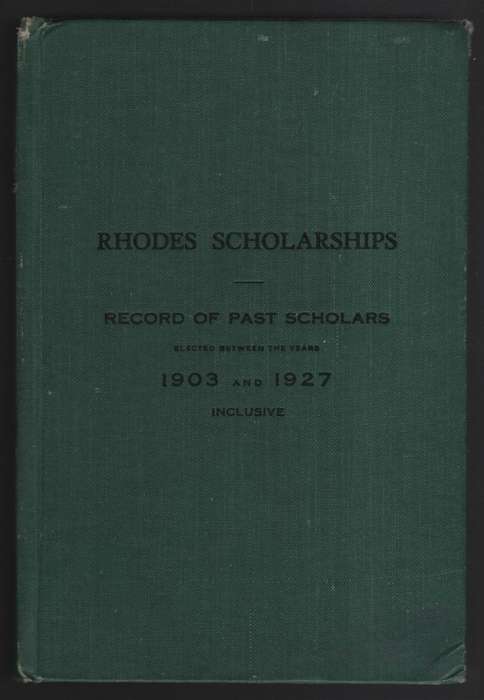 RHODES SCHOLARSHIPS
RECORD OF PAST SCHOLARS
ELECTED BETWEEN THE YEARS
1903 AND 1927
INCLUSIVE